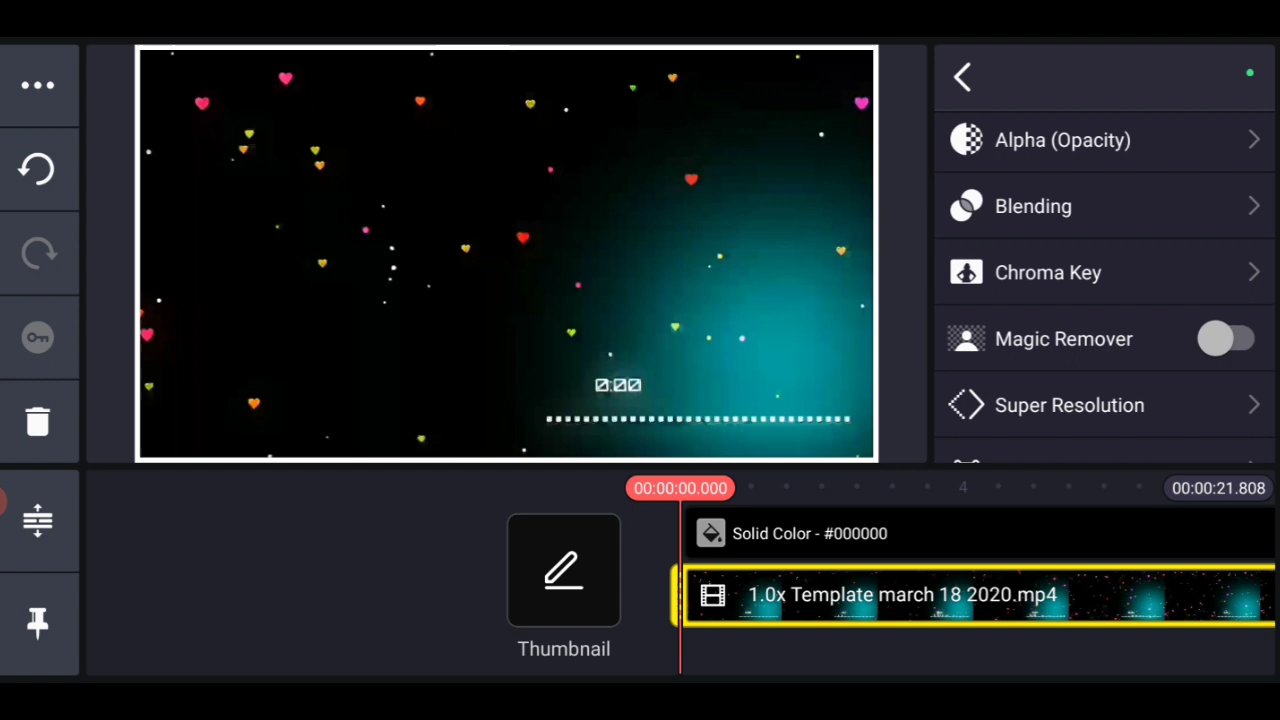 Alpha (Opacity)
Blending
Chroma Key
Magic Remover
Super Resolution
0:00
00:00:00.000
4
00:00:21.808
Solid Color - #000000
1.0x Template march 18 2020.mp4
Thumbnail